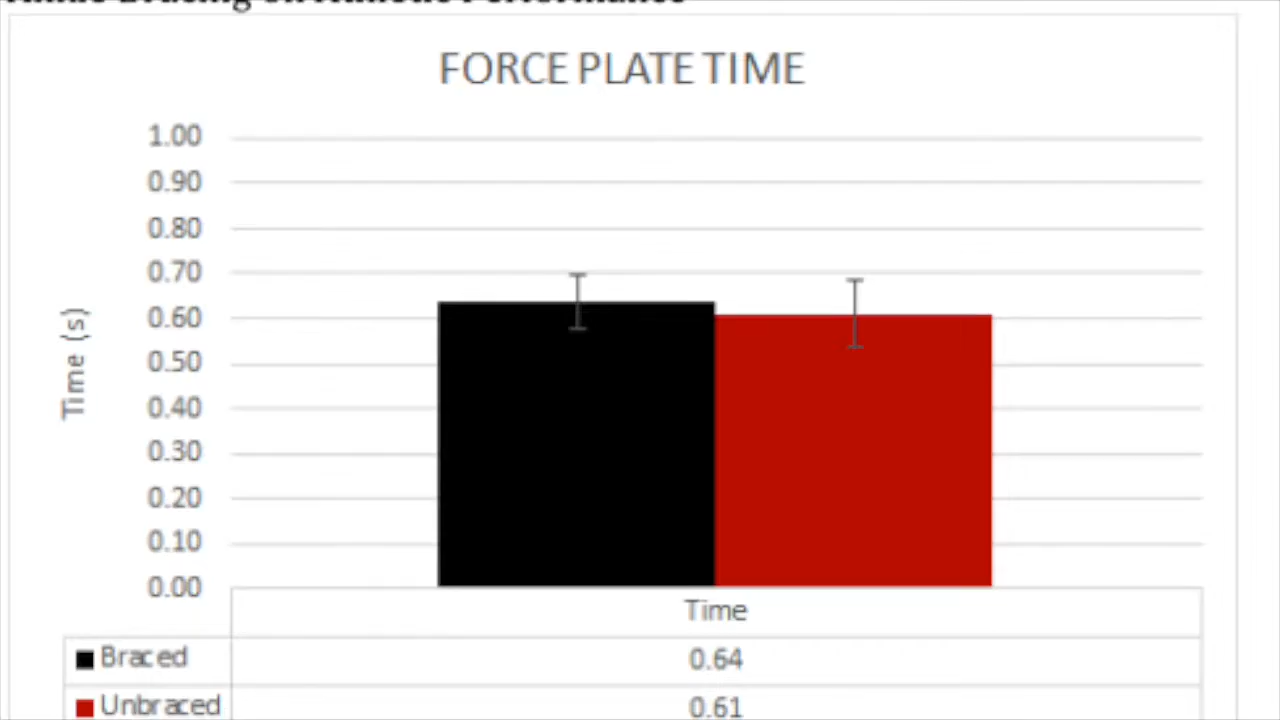 FORCE PLATE TIME
1.00
0.90
0.80
0.70
0.60
0.50
0.40
0.30
0.20
0.10
0.00
Time (s)
Time
Braced 0.64
Unbraced 0.61